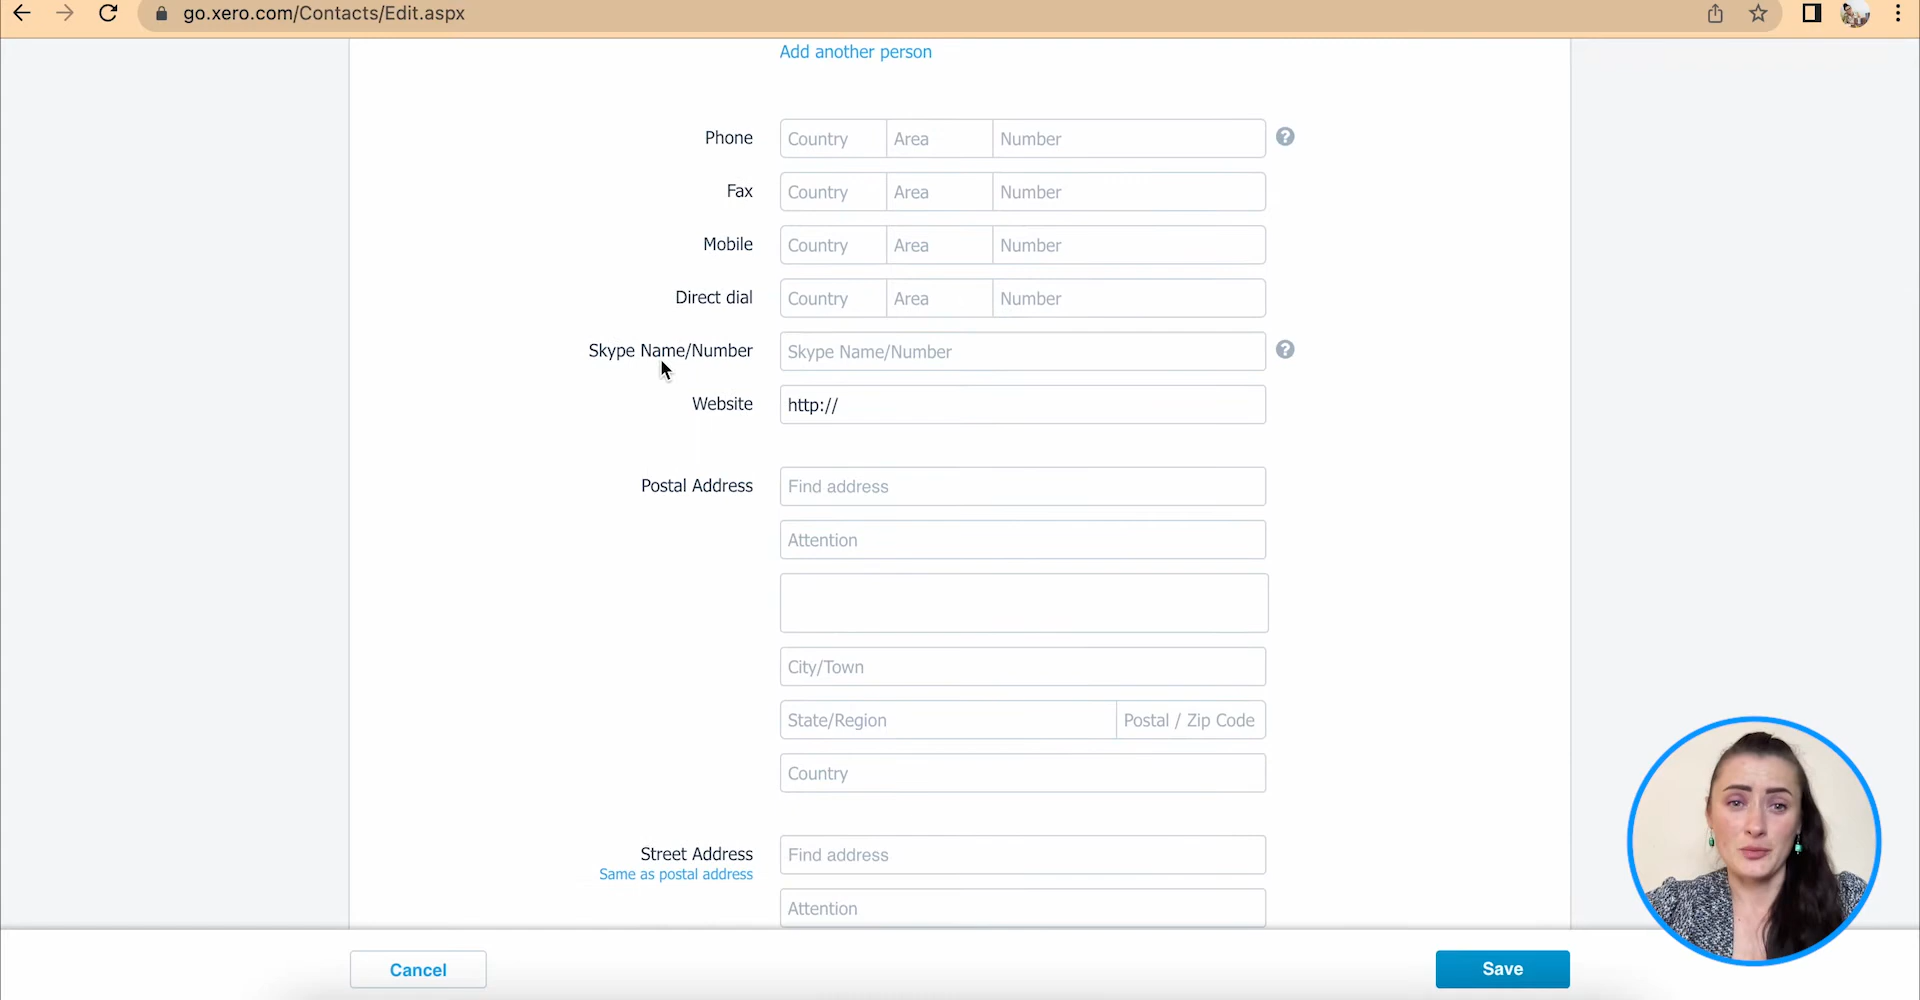 go.xero.com/Contacts/Edit.aspx
Add another person
Phone Country Area Number ?
Fax Country Area Number
Mobile Country Area Number
Direct dial Country Area Number
Skype Name/Number Skype Name/Number ?
Website http://
Postal Address Find address
Attention
City/Town
State/Region Postal / Zip Code
Country
Street Address Find address
Same as postal address
Attention
Cancel Save